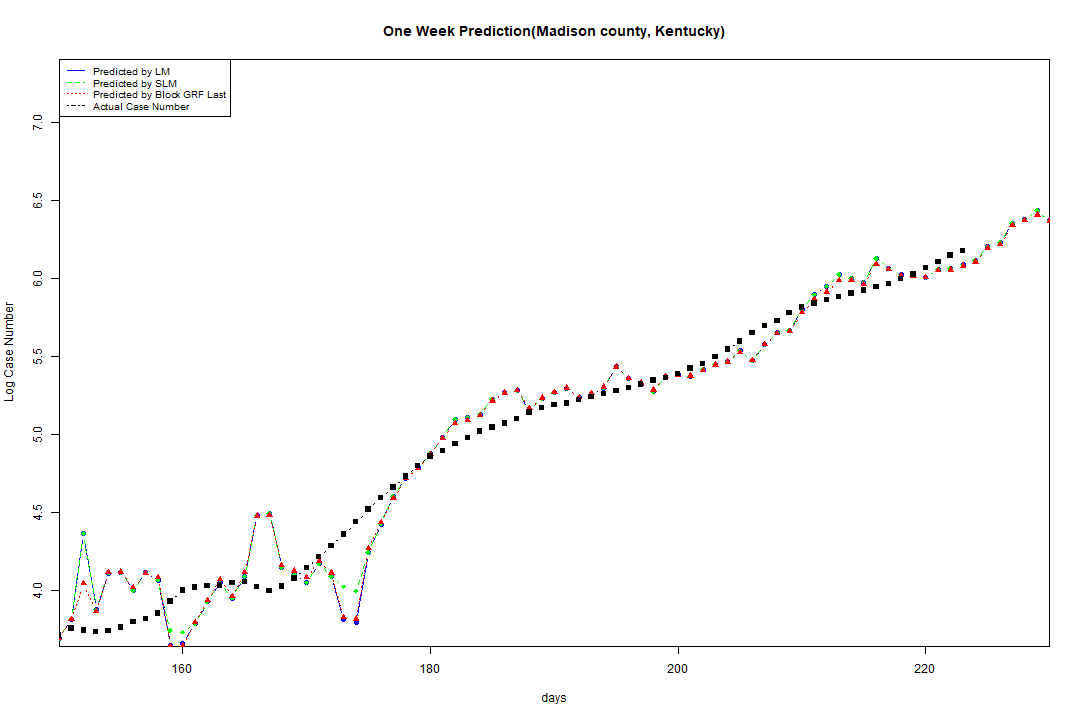 One Week Prediction(Madison county, Kentucky)
Predicted by LM
Predicted by SLM
Predicted by Block GRF Last
Actual Case Number
7.0
6.5
6.0
5.5
5.0
4.5
4.0
Log Case Number
160 180 200 220
days